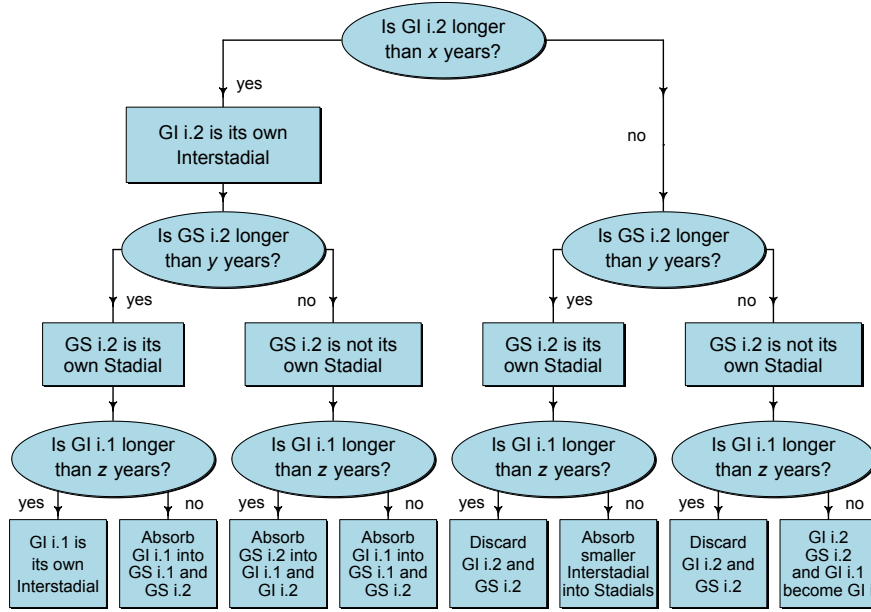 Is GI i.2 longer
than x years?
yes
no
GI i.2 is its own
Interstadial
Is GS i.2 longer
than y years?
Is GS i.2 longer
than y years?
yes
no
yes
no
GS i.2 is its
own Stadial
GS i.2 is not its
own Stadial
GS i.2 is its
own Stadial
GS i.2 is not its
own Stadial
Is GI i.1 longer
than z years?
Is GI i.1 longer
than z years?
Is GI i.1 longer
than z years?
Is GI i.1 longer
than z years?
yes
no
yes
no
yes
no
yes
no
GI i.1 is
its own
Interstadial
Absorb
GI i.1 into
GS i.1 and
GS i.2
Absorb
GS i.2 into
GI i.1 and
GI i.2
Absorb
GI i.1 into
GS i.1 and
GS i.2
Discard
GI i.2 and
GS i.2
Absorb
smaller
Interstadial
into Stadials
Discard
GI i.2 and
GS i.2
GI i.2
GS i.2
and GI i.1
become GI